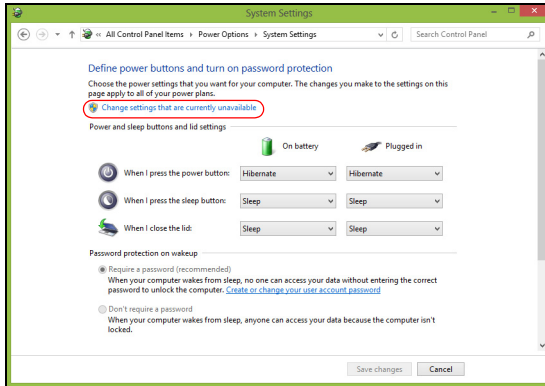 System Settings
« All Control Panel Items › Power Options › System Settings
Search Control Panel
Define power buttons and turn on password protection
Choose the power settings that you want for your computer. The changes you make to the settings on this
page apply to all of your power plans.
Change settings that are currently unavailable
Power and sleep buttons and lid settings
On battery Plugged in
When I press the power button: Hibernate Hibernate
When I press the sleep button: Sleep Sleep
When I close the lid: Sleep Sleep
Password protection on wakeup
Require a password (recommended)
When your computer wakes from sleep, no one can access your data without entering the correct
password to unlock the computer. Create or change your user account password
Don't require a password
When your computer wakes from sleep, anyone can access your data because the computer isn't
locked.
Save changes Cancel